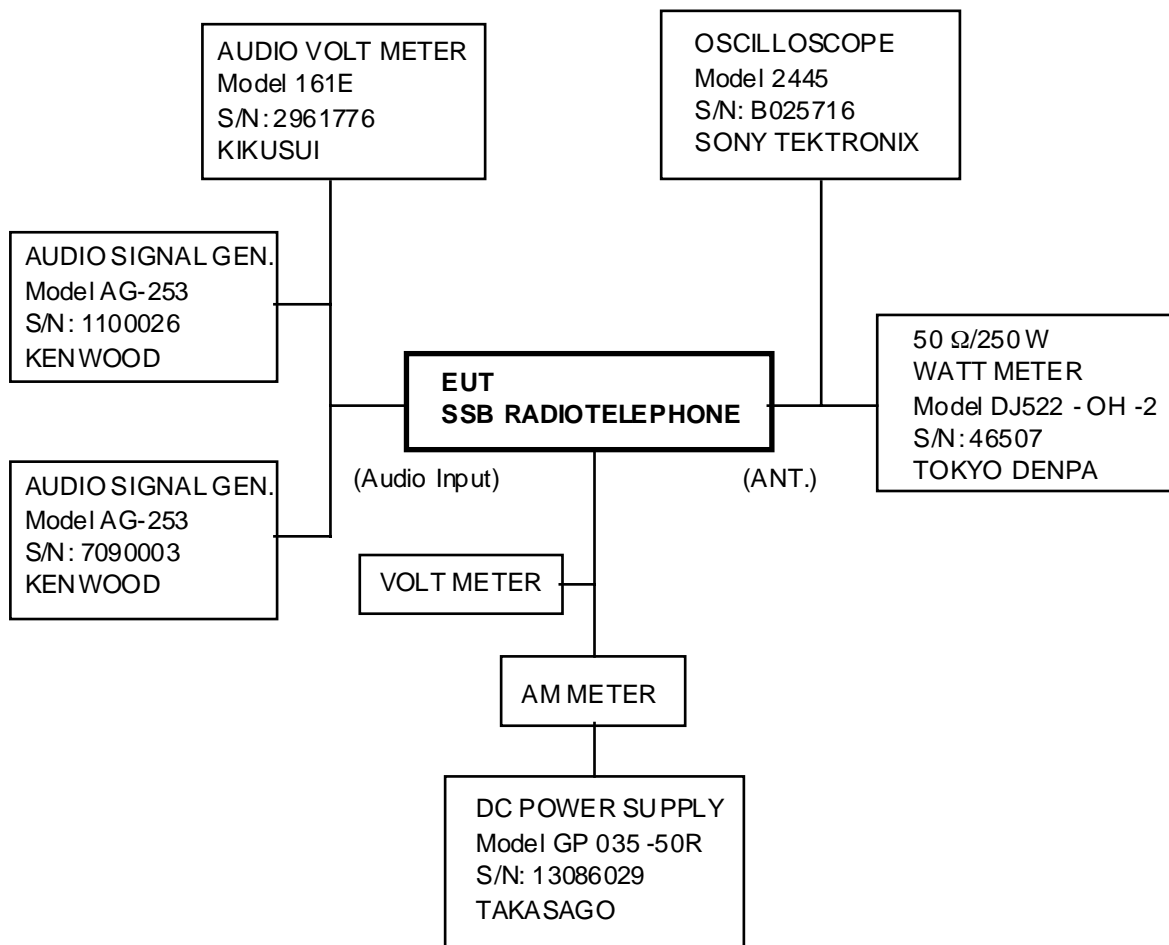 AUDIO VOLT METER
Model 161E
S/N: 2961776
KIKUSUI
OSCILLOSCOPE
Model 2445
S/N: B025716
SONY TEKTRONIX
AUDIO SIGNAL GEN.
Model AG-253
S/N: 1100026
KENWOOD
EUT
SSB RADIOTELEPHONE
50 Ω/250 W
WATT METER
Model DJ522 - OH -2
S/N: 46507
TOKYO DENPA
(Audio Input)
(ANT.)
AUDIO SIGNAL GEN.
Model AG-253
S/N: 7090003
KENWOOD
VOLT METER
AM METER
DC POWER SUPPLY
Model GP 035 -50R
S/N: 13086029
TAKASAGO